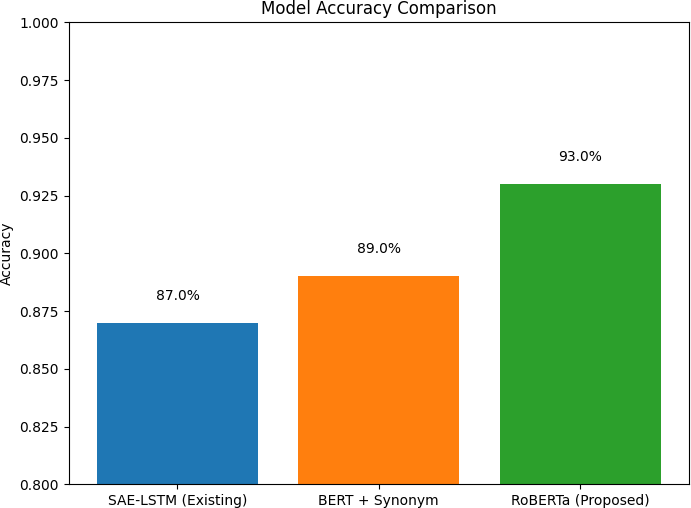 Model Accuracy Comparison
1.000
0.975
0.950
0.925
0.900
0.875
0.850
0.825
0.800
Accuracy
87.0%
89.0%
93.0%
SAE-LSTM (Existing)
BERT + Synonym
RoBERTa (Proposed)